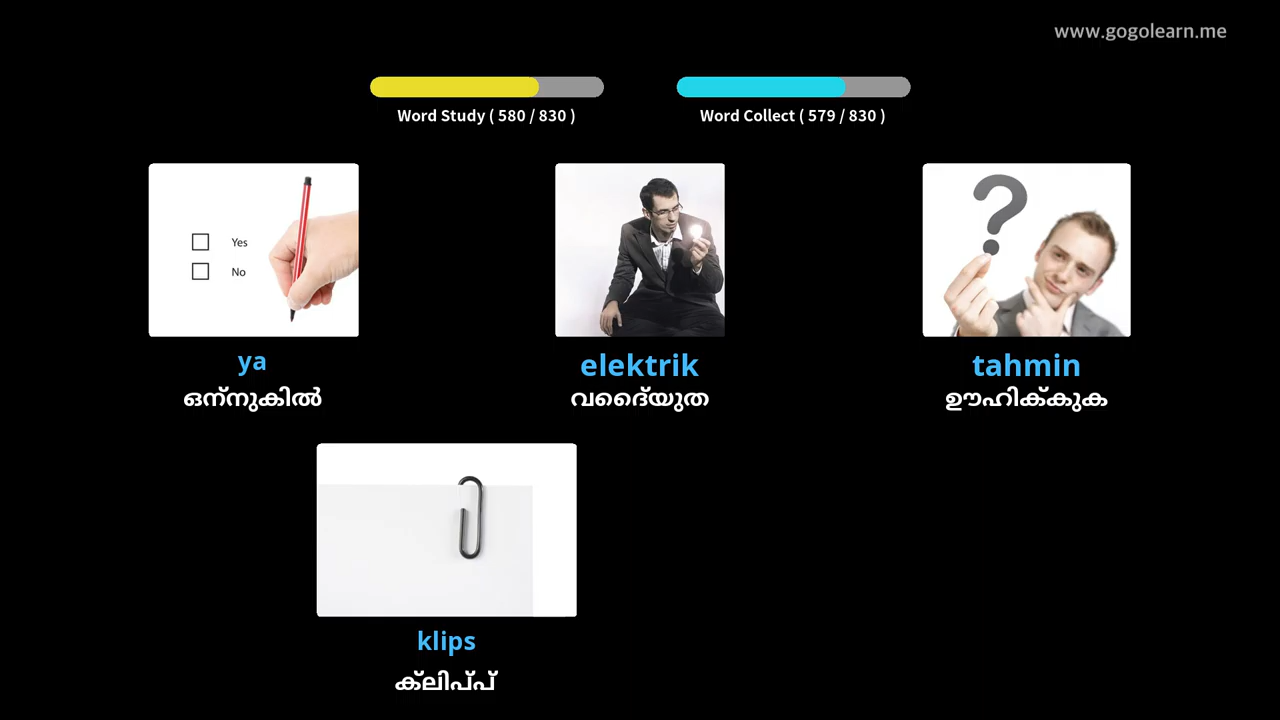 www.gogolearn.me
Word Study ( 580 / 830 )
Word Collect ( 579 / 830 )
Yes
No
ya
elektrik
tahmin
ഒന്നുകിൽ
വൈദ്യുത
ഊഹിക്കുക
klips
ക്ലിപ്പ്